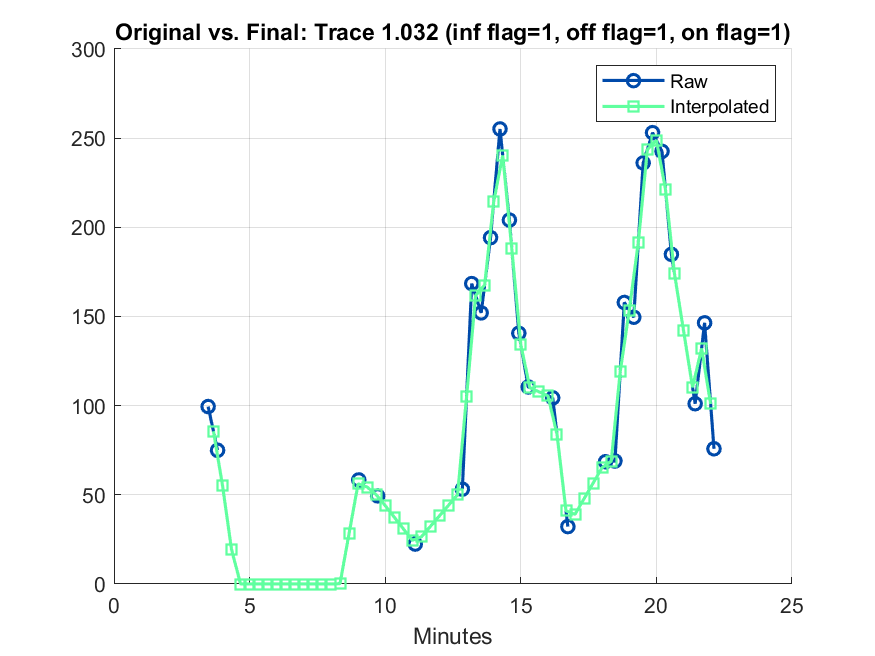 Original vs. Final: Trace 1.032 (inf flag=1, off flag=1, on flag=1)
300
250
200
150
100
50
0
Raw
Interpolated
0 5 10 15 20 25
Minutes